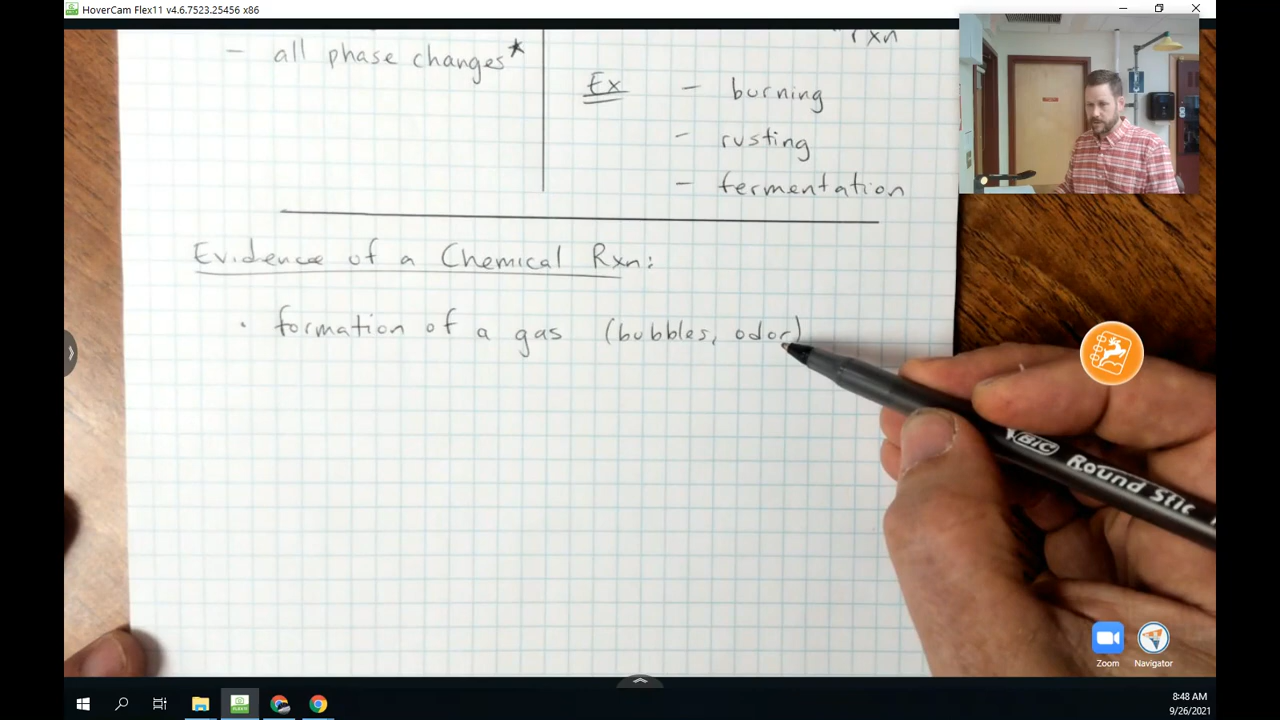 HoverCam Flex11 v4.6.7523.25456 x86
rxn
- all phase changes*
Ex - burning
- rusting
- fermentation
Evidence of a Chemical Rxn:
· formation of a gas (bubbles, odor)
BIC Round Stic
Zoom
Navigator
8:48 AM
9/26/2021